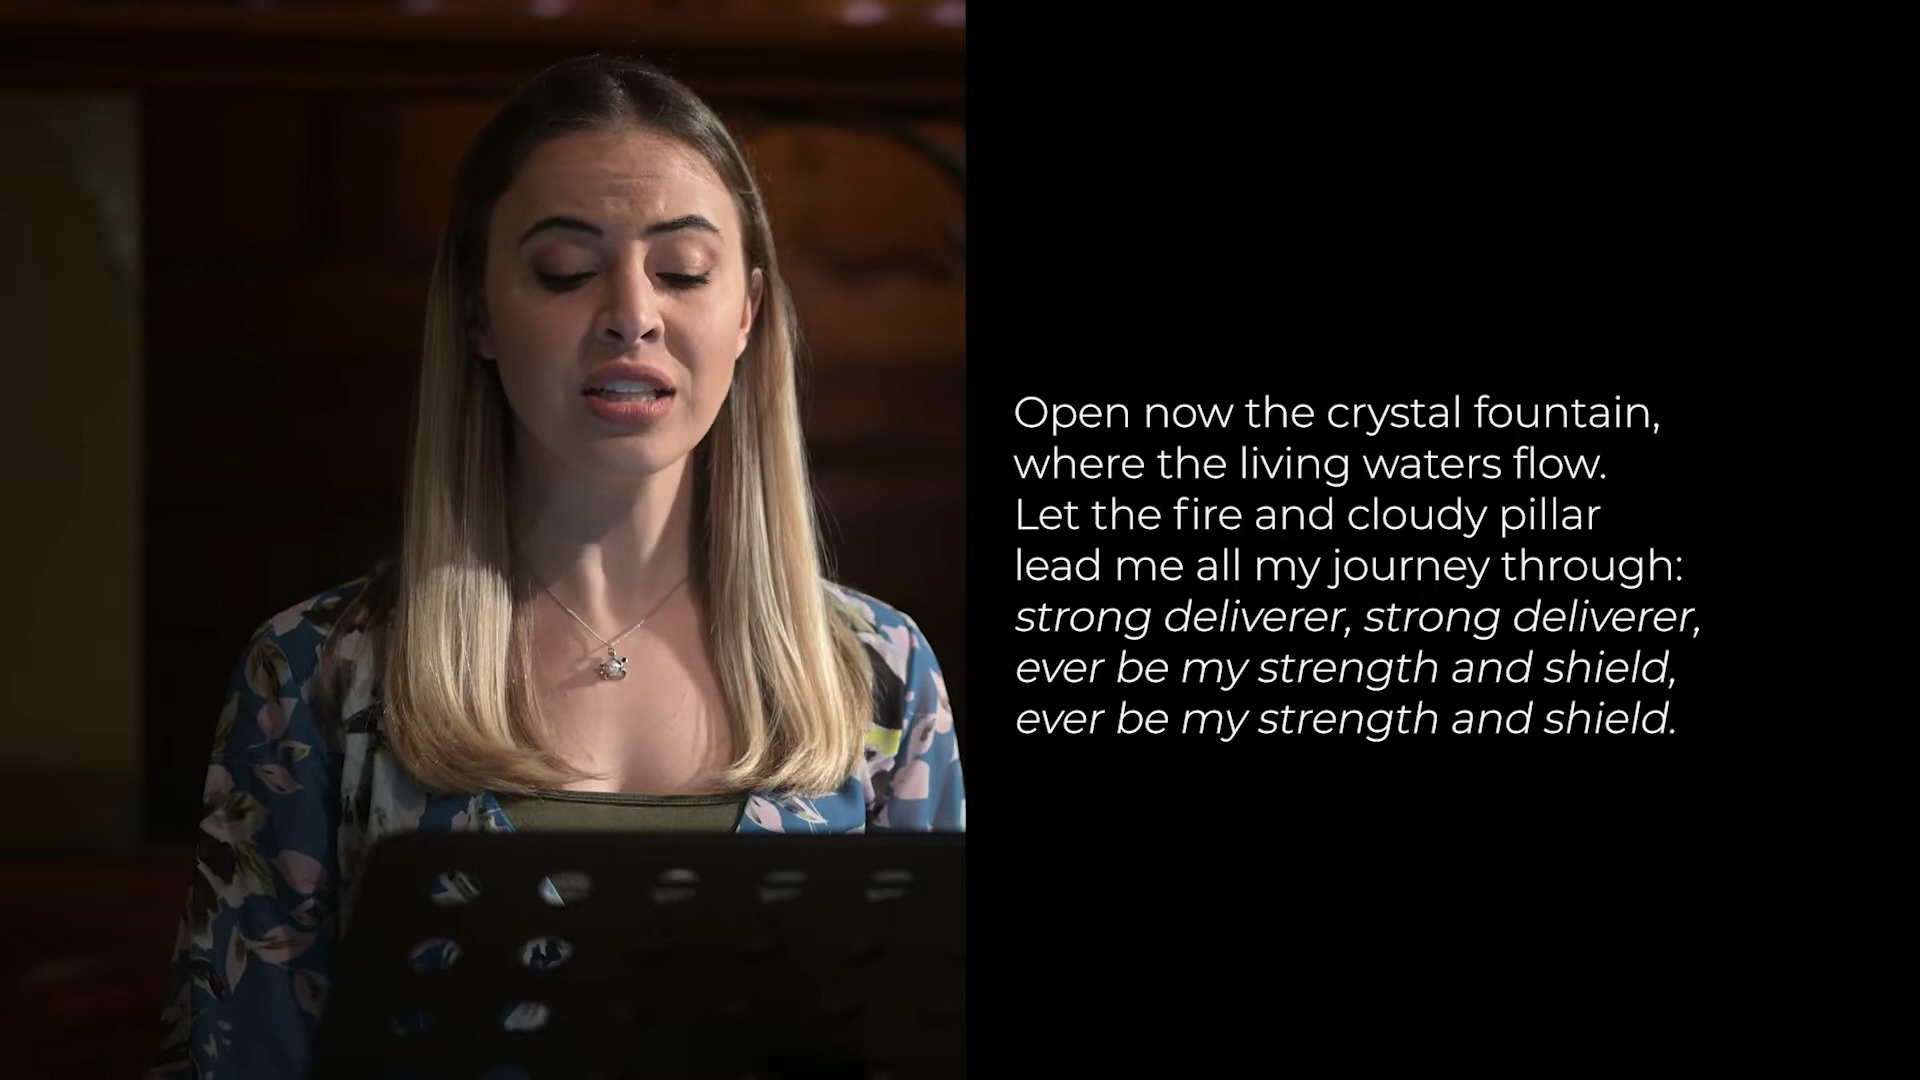 Open now the crystal fountain,
where the living waters flow.
Let the fire and cloudy pillar
lead me all my journey through:
strong deliverer, strong deliverer,
ever be my strength and shield,
ever be my strength and shield.